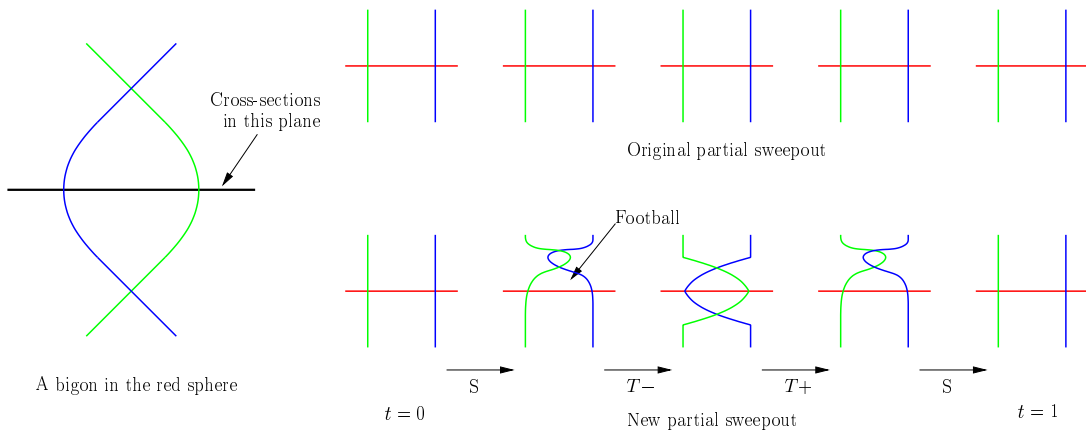 Cross-sections
in this plane
A bigon in the red sphere
Original partial sweepout
Football
S
T−
T+
S
t = 0
New partial sweepout
t = 1